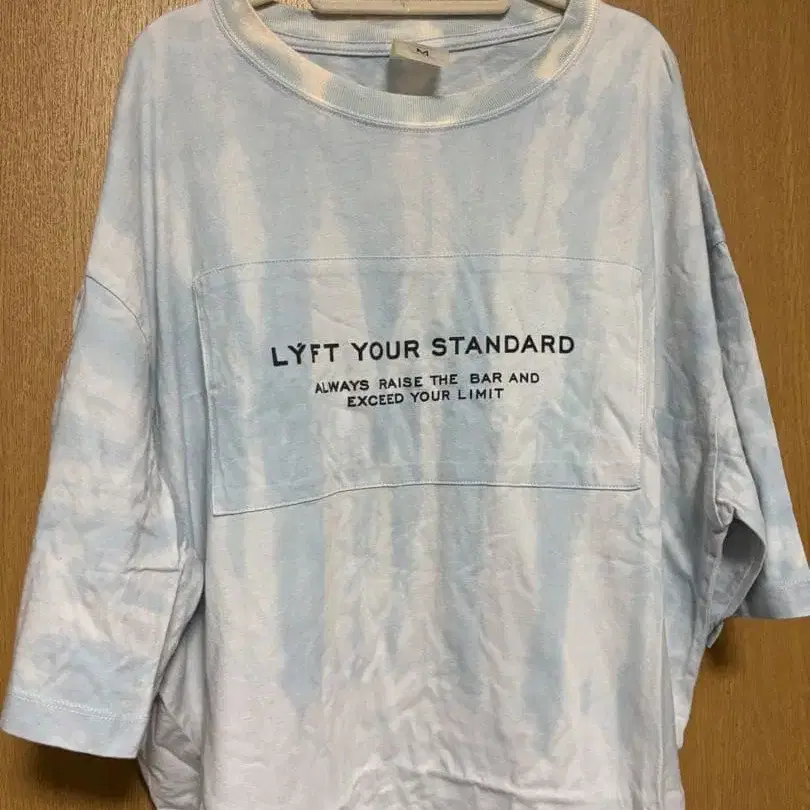 M
LÝFT YOUR STANDARD
ALWAYS RAISE THE BAR AND
EXCEED YOUR LIMIT